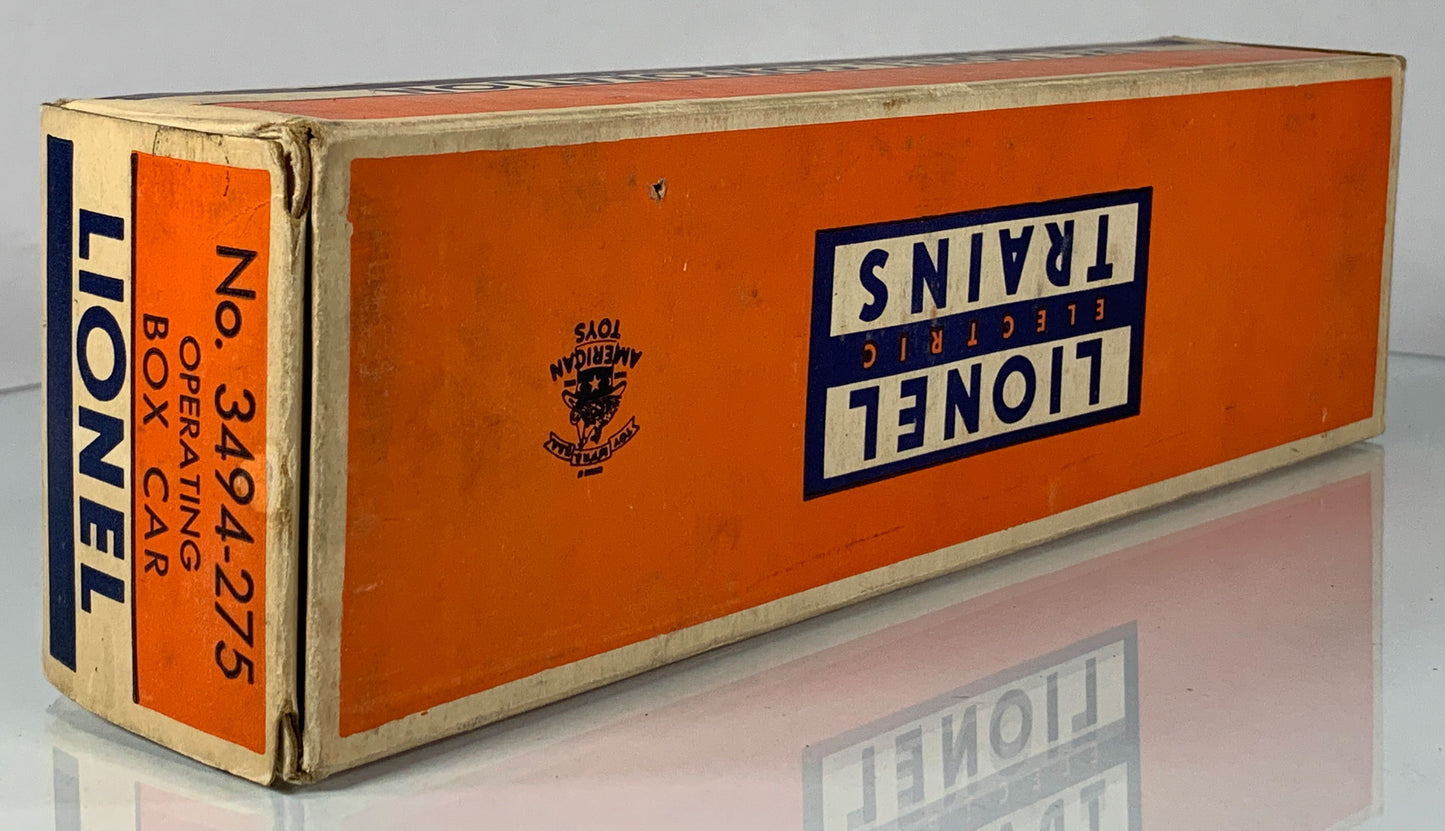 LIONEL
No. 3494-275
OPERATING
BOX CAR
LIONEL
ELECTRIC
TRAINS
AMERICAN
TOYS